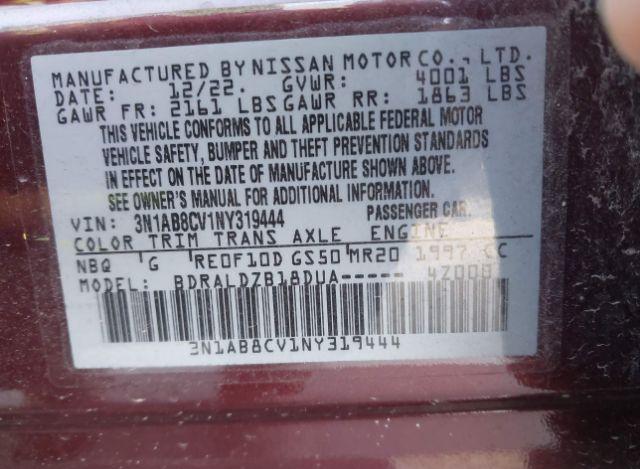 MANUFACTURED BY NISSAN MOTOR CO., LTD.
DATE: 12/22. GVWR: 4001 LBS
GAWR FR: 2161 LBS GAWR RR: 1863 LBS
THIS VEHICLE CONFORMS TO ALL APPLICABLE FEDERAL MOTOR
VEHICLE SAFETY, BUMPER AND THEFT PREVENTION STANDARDS
IN EFFECT ON THE DATE OF MANUFACTURE SHOWN ABOVE.
SEE OWNER'S MANUAL FOR ADDITIONAL INFORMATION.
VIN: 3N1AB8CV1NY319444 PASSENGER CAR.
COLOR TRIM TRANS AXLE ENGINE
NBQ G RE0F10D GS50 MR20 1997 CC
MODEL: BDRALDZB18DUA----- 4Z008
3N1AB8CV1NY319444